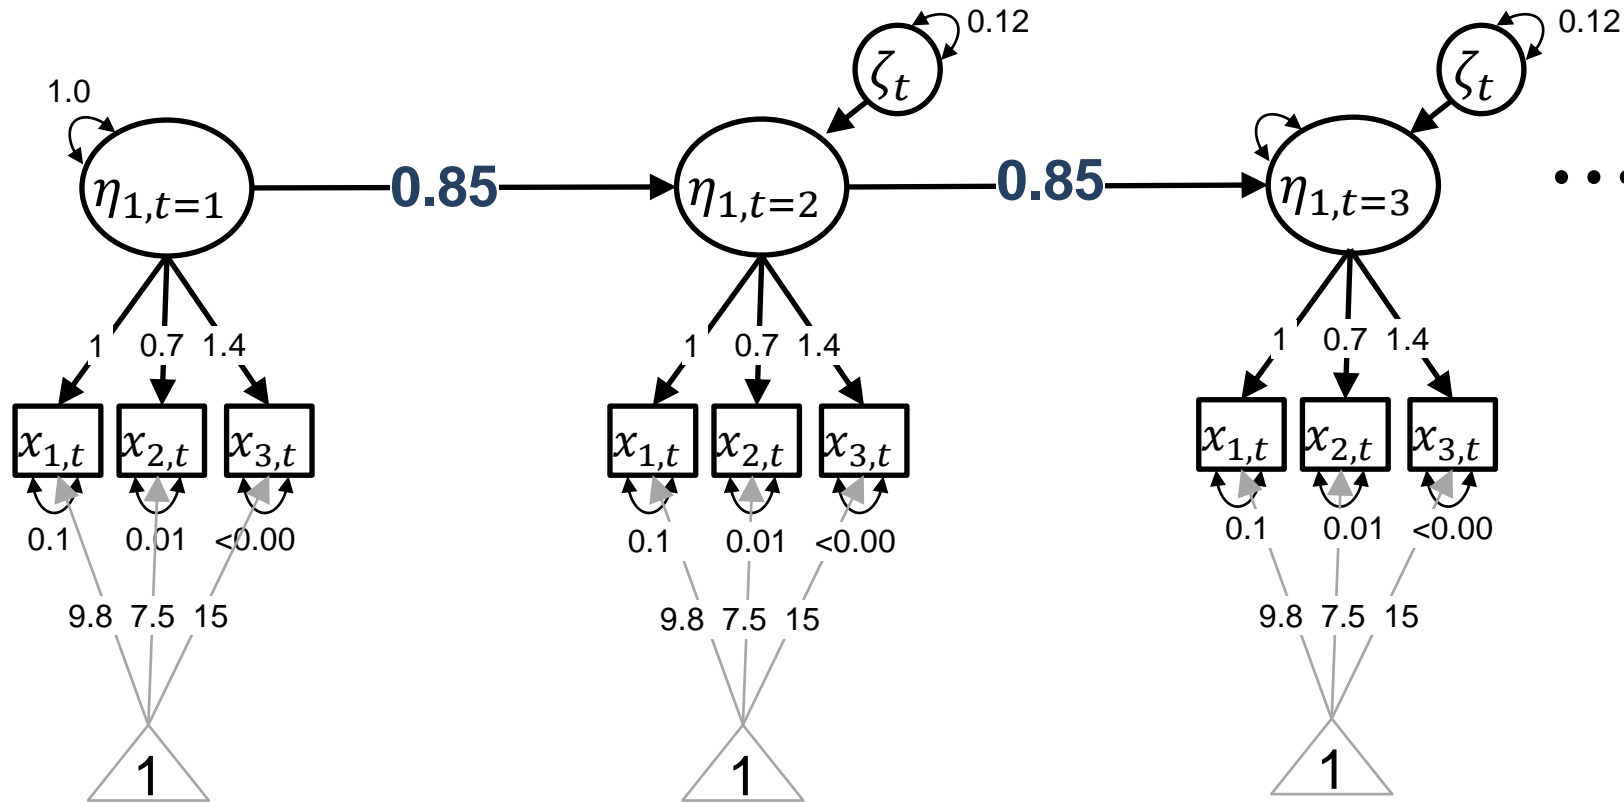 0.12
0.12
ζt
ζt
1.0
η1,t=1
0.85
η1,t=2
0.85
η1,t=3
...
1 0.7 1.4
1 0.7 1.4
1 0.7 1.4
x1,t x2,t x3,t
x1,t x2,t x3,t
x1,t x2,t x3,t
0.1 0.01 <0.00
0.1 0.01 <0.00
0.1 0.01 <0.00
9.8 7.5 15
9.8 7.5 15
9.8 7.5 15
1
1
1